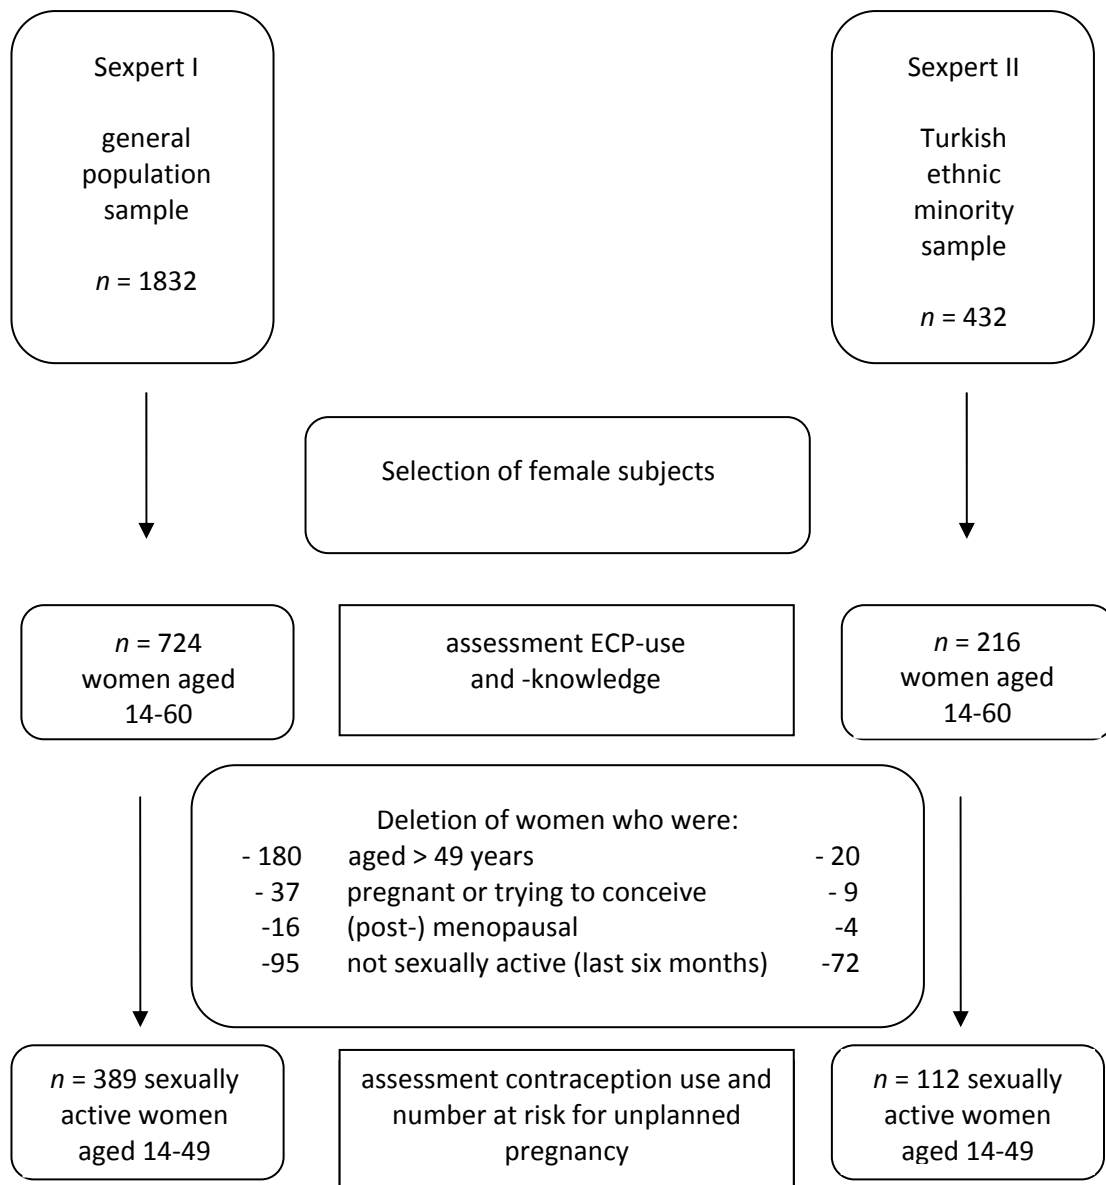 Sexpert I
general
population
sample
n = 1832
Sexpert II
Turkish
ethnic
minority
sample
n = 432
Selection of female subjects
n = 724
women aged
14-60
assessment ECP-use
and -knowledge
n = 216
women aged
14-60
Deletion of women who were:
- 180 aged > 49 years - 20
- 37 pregnant or trying to conceive - 9
-16 (post-) menopausal -4
-95 not sexually active (last six months) -72
n = 389 sexually
active women
aged 14-49
assessment contraception use and
number at risk for unplanned
pregnancy
n = 112 sexually
active women
aged 14-49